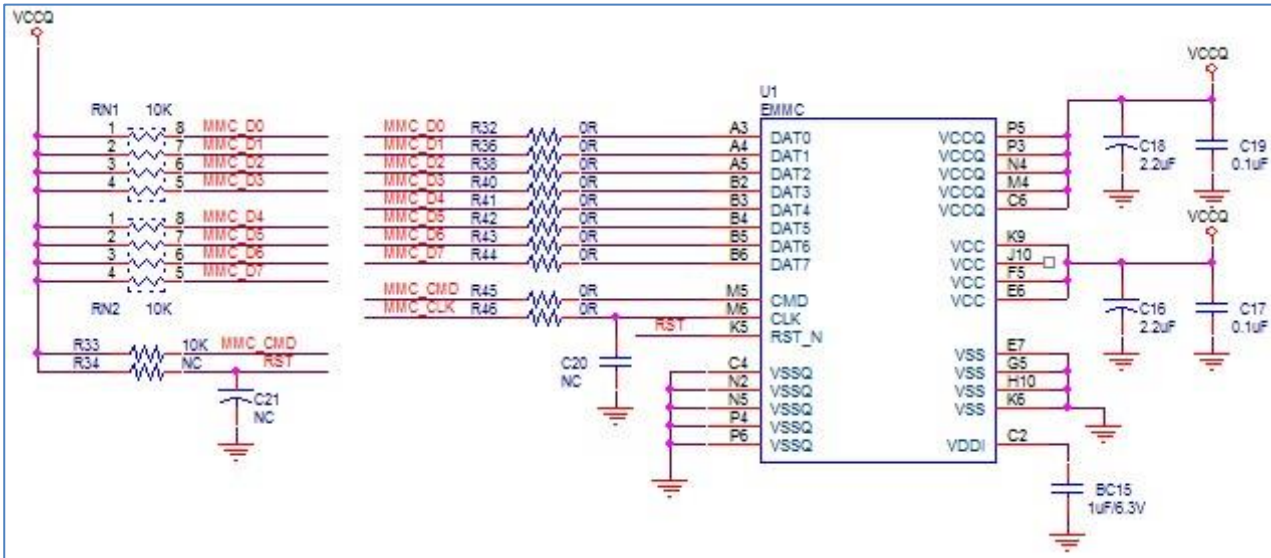 VCCQ
VCCQ
U1
EMMC
RN1 10K
1 8 MMC_D0
2 7 MMC_D1
3 6 MMC_D2
4 5 MMC_D3
1 8 MMC_D4
2 7 MMC_D5
3 6 MMC_D6
4 5 MMC_D7
RN2 10K
R33 10K MMC_CMD
R34 NC RST
C21
NC
MMC_D0 R32 0R A3 DAT0
MMC_D1 R36 0R A4 DAT1
MMC_D2 R38 0R A5 DAT2
MMC_D3 R40 0R B2 DAT3
MMC_D4 R41 0R B3 DAT4
MMC_D5 R42 0R B4 DAT5
MMC_D6 R43 0R B5 DAT6
MMC_D7 R44 0R B6 DAT7
MMC_CMD R45 0R M5 CMD
MMC_CLK R46 0R M6 CLK
RST K5 RST_N
C20
NC
C4 VSSQ
N2 VSSQ
N5 VSSQ
P4 VSSQ
P6 VSSQ
VCCQ P5
VCCQ P3
VCCQ N4
VCCQ M4
VCCQ C6
VCC K9
VCC J10
VCC F5
VCC E6
VSS E7
VSS G5
VSS H10
VSS K6
VDDI C2
C18
2.2uF
C19
0.1uF
VCCQ
C16
2.2uF
C17
0.1uF
BC15
1uF/6.3V